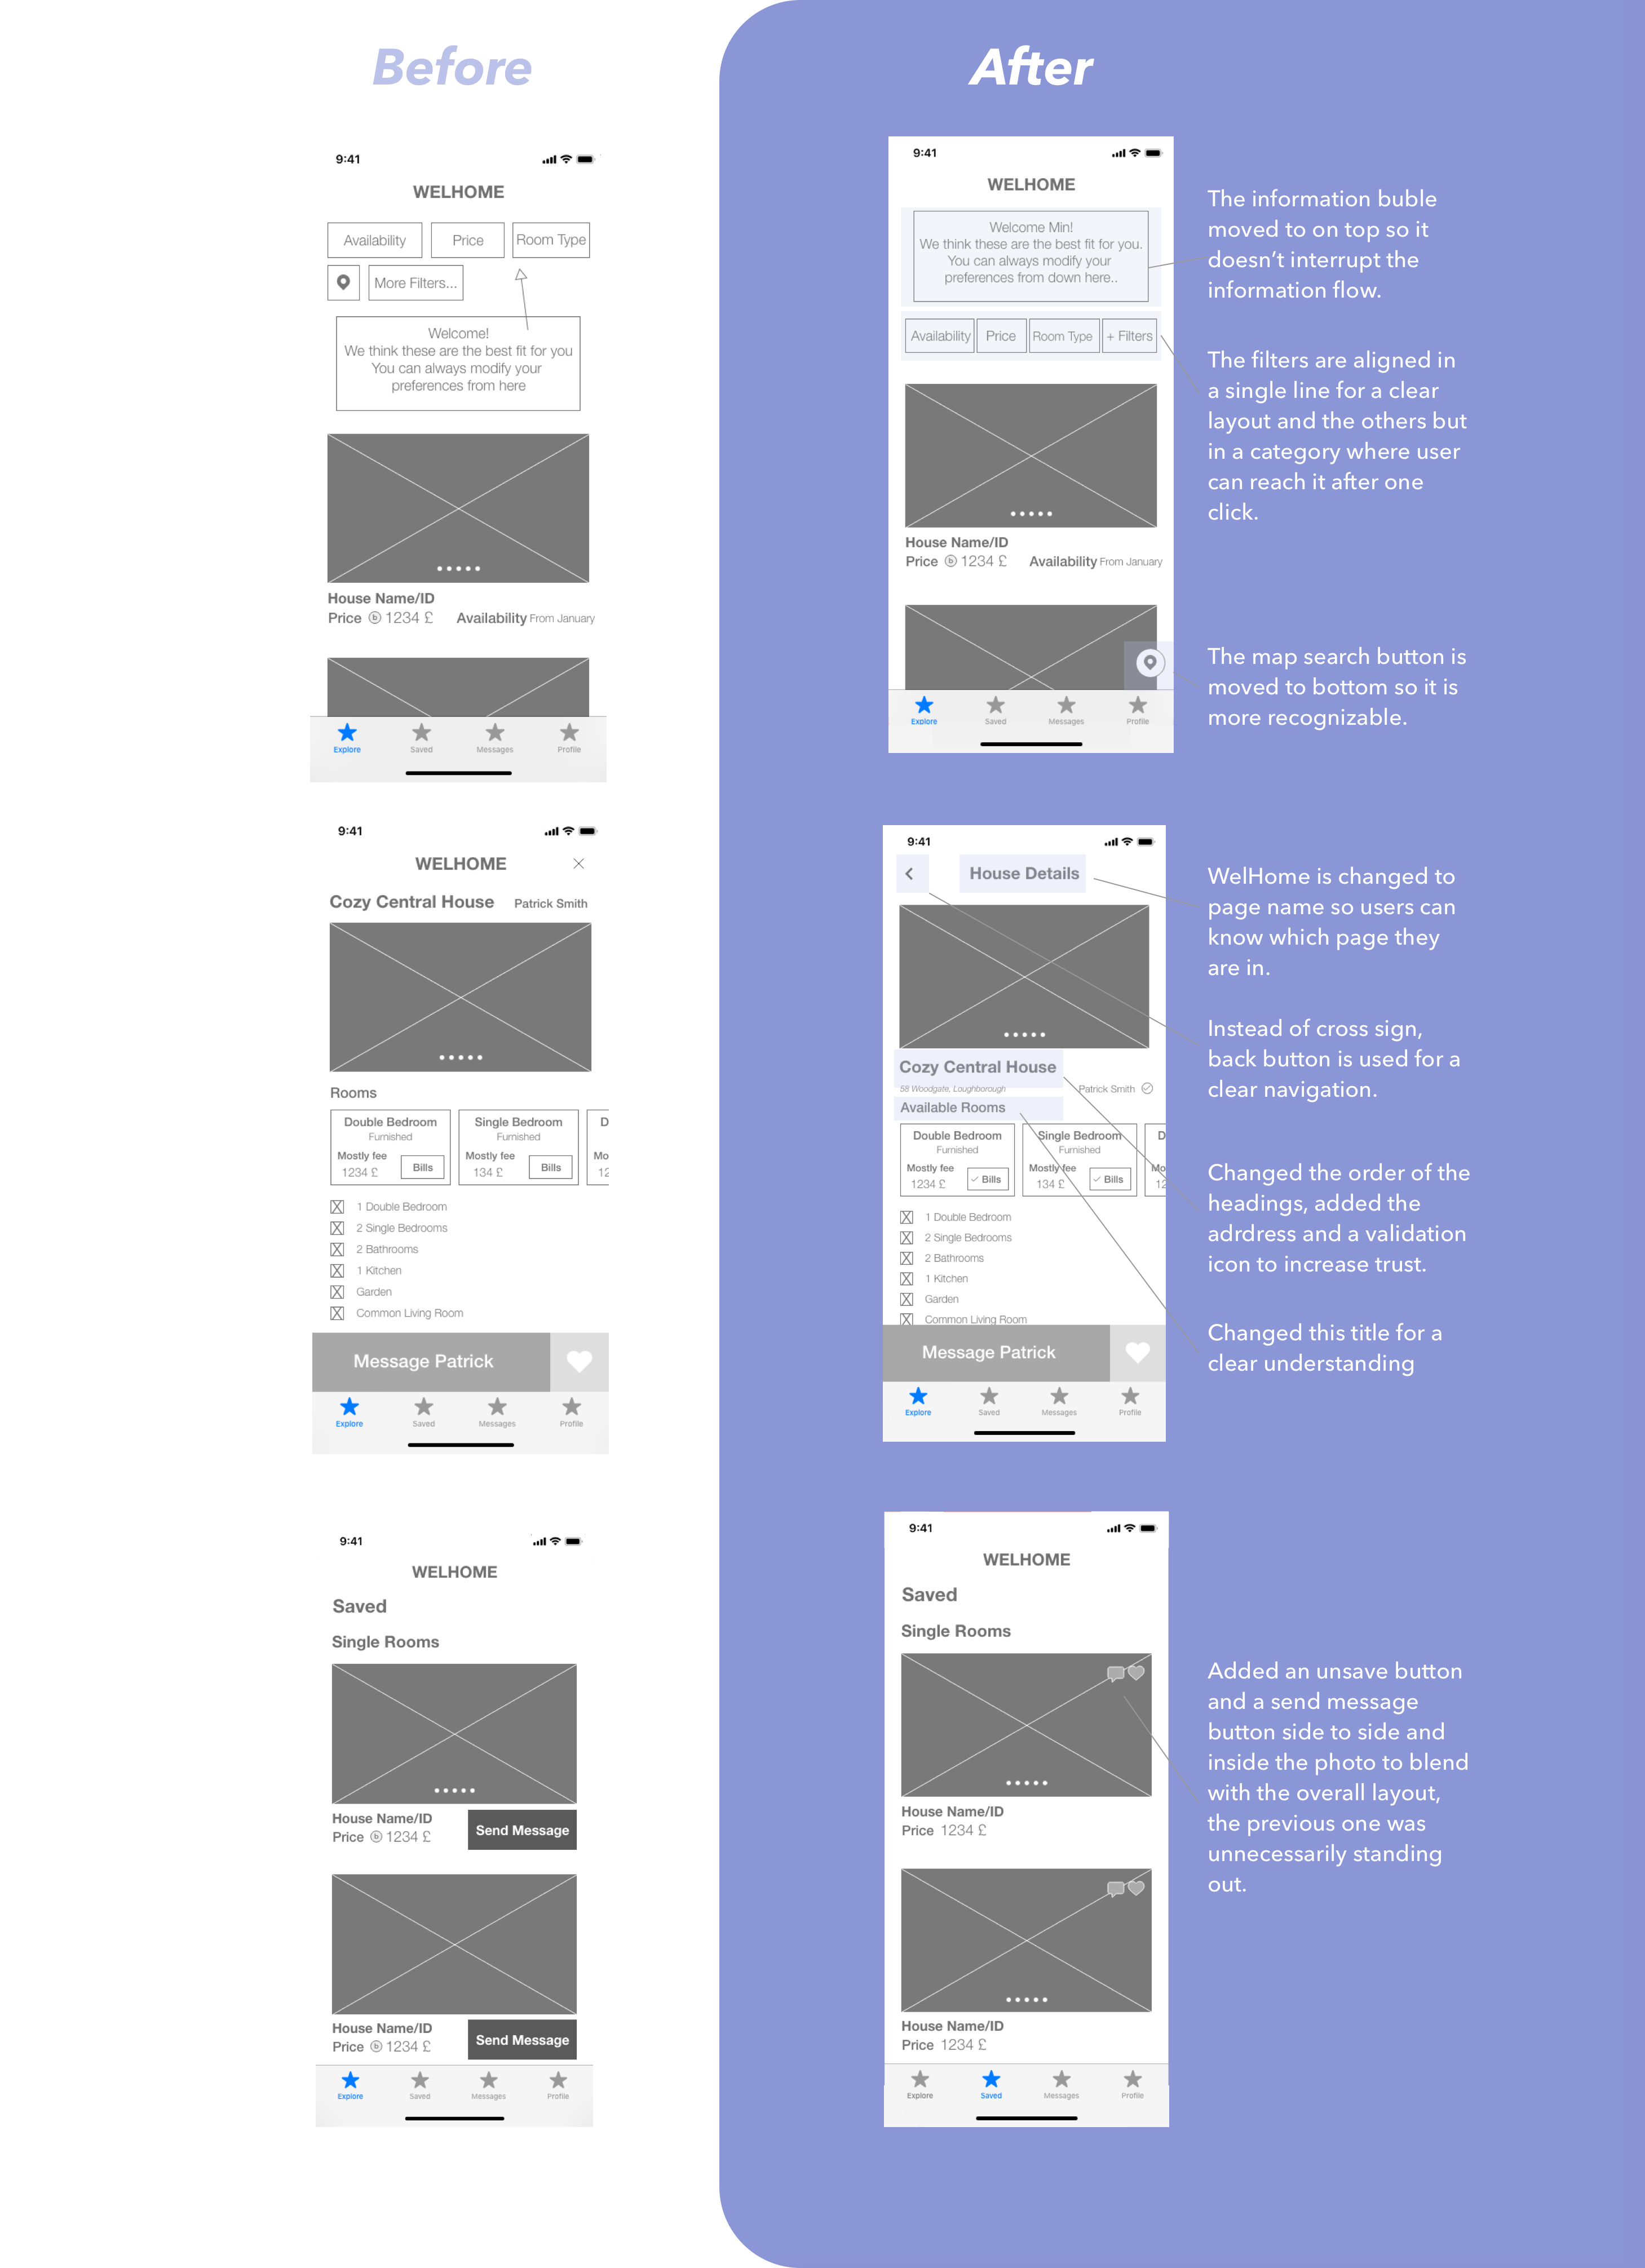 Before
After
9:41
WELHOME
Availability
Price
Room Type
More Filters...
Welcome!
We think these are the best fit for you
You can always modify your
preferences from here
House Name/ID
Price b 1234 £ Availability From January
Explore
Saved
Messages
Profile
9:41
WELHOME
Welcome Min!
We think these are the best fit for you.
You can always modify your
preferences from down here..
Availability
Price
Room Type
+ Filters
House Name/ID
Price b 1234 £ Availability From January
Explore
Saved
Messages
Profile
The information buble
moved to on top so it
doesn't interrupt the
information flow.
The filters are aligned in
a single line for a clear
layout and the others but
in a category where user
can reach it after one
click.
The map search button is
moved to bottom so it is
more recognizable.
9:41
WELHOME
Cozy Central House Patrick Smith
Rooms
Double Bedroom
Furnished
Mostly fee
1234 £
Bills
Single Bedroom
Furnished
Mostly fee
134 £
Bills
D
Mo
12
1 Double Bedroom
2 Single Bedrooms
2 Bathrooms
1 Kitchen
Garden
Common Living Room
Message Patrick
Explore
Saved
Messages
Profile
9:41
House Details
Cozy Central House
58 Woodgate, Loughborough
Patrick Smith
Available Rooms
Double Bedroom
Furnished
Mostly fee
1234 £
Bills
Single Bedroom
Furnished
Mostly fee
134 £
Bills
D
Mo
12
1 Double Bedroom
2 Single Bedrooms
2 Bathrooms
1 Kitchen
Garden
Common Living Room
Message Patrick
Explore
Saved
Messages
Profile
WelHome is changed to
page name so users can
know which page they
are in.
Instead of cross sign,
back button is used for a
clear navigation.
Changed the order of the
headings, added the
adrdress and a validation
icon to increase trust.
Changed this title for a
clear understanding
9:41
WELHOME
Saved
Single Rooms
House Name/ID
Price b 1234 £
Send Message
House Name/ID
Price b 1234 £
Send Message
Explore
Saved
Messages
Profile
9:41
WELHOME
Saved
Single Rooms
House Name/ID
Price 1234 £
House Name/ID
Price 1234 £
Explore
Saved
Messages
Profile
Added an unsave button
and a send message
button side to side and
inside the photo to blend
with the overall layout,
the previous one was
unnecessarily standing
out.